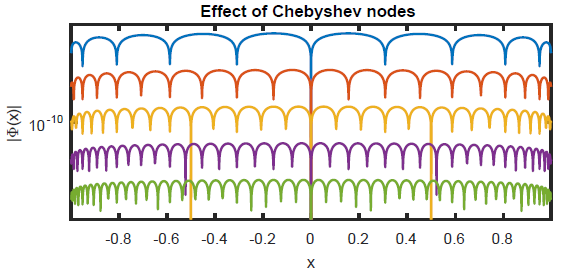 Effect of Chebyshev nodes
|Φ(x)|
10^-10
-0.8 -0.6 -0.4 -0.2 0 0.2 0.4 0.6 0.8
x